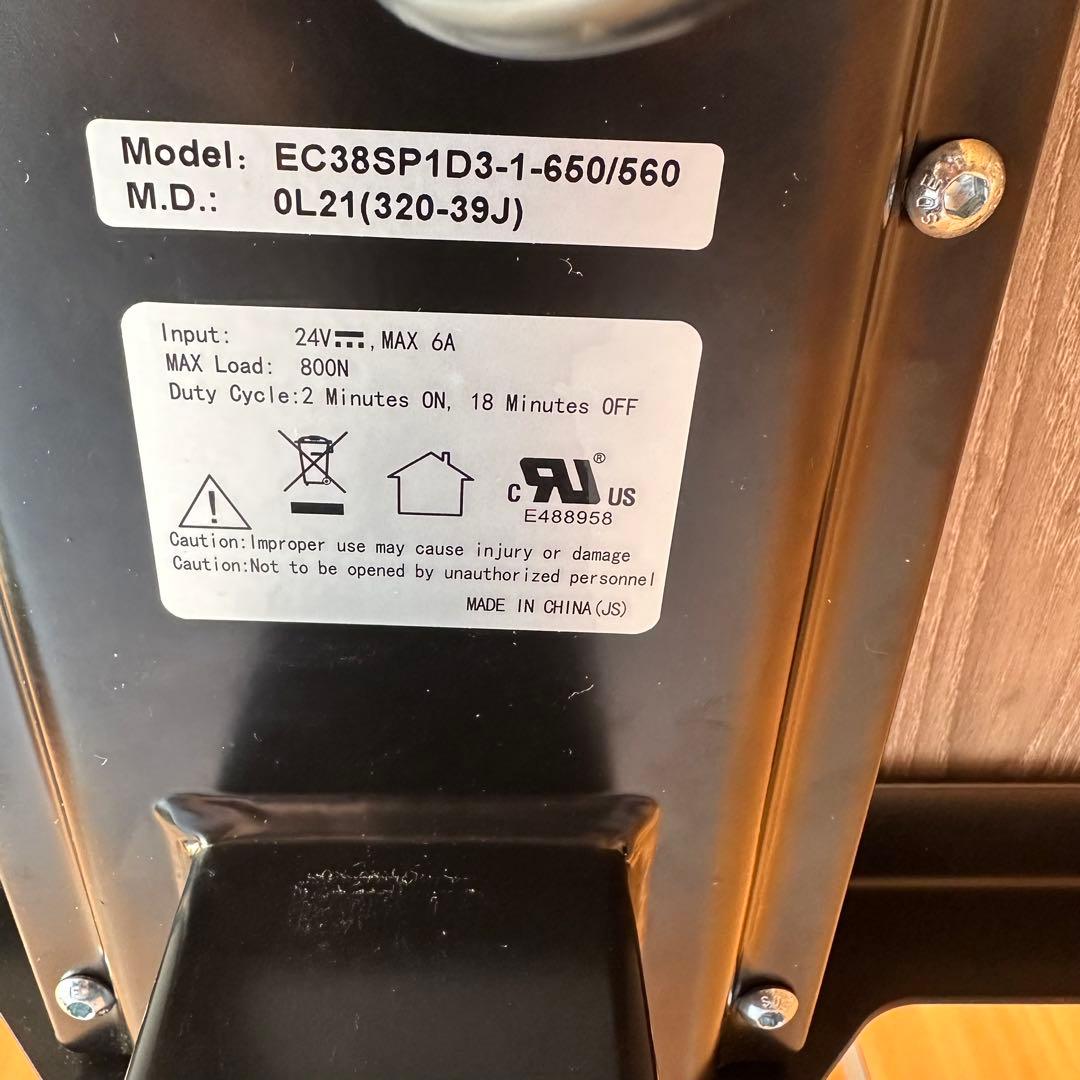 Model: EC38SP1D3-1-650/560
M.D.: 0L21(320-39J)
Input: 24V⎓, MAX 6A
MAX Load: 800N
Duty Cycle:2 Minutes ON, 18 Minutes OFF
c RU ® US
E488958
Caution:Improper use may cause injury or damage
Caution:Not to be opened by unauthorized personnel
MADE IN CHINA(JS)